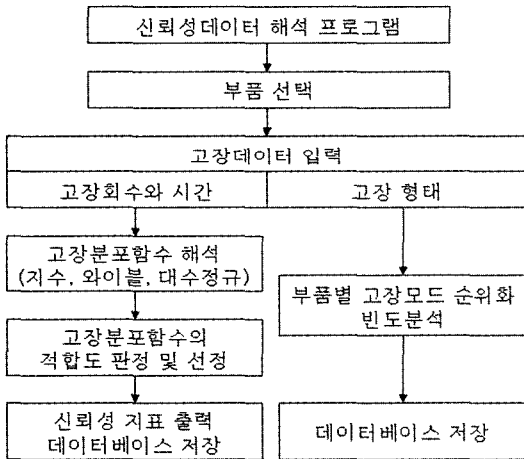 신뢰성데이터 해석 프로그램
부품 선택
고장데이터 입력
고장회수와 시간
고장 형태
고장분포함수 해석
(지수, 와이블, 대수정규)
부품별 고장모드 순위화
빈도분석
고장분포함수의
적합도 판정 및 선정
신뢰성 지표 출력
데이터베이스 저장
데이터베이스 저장